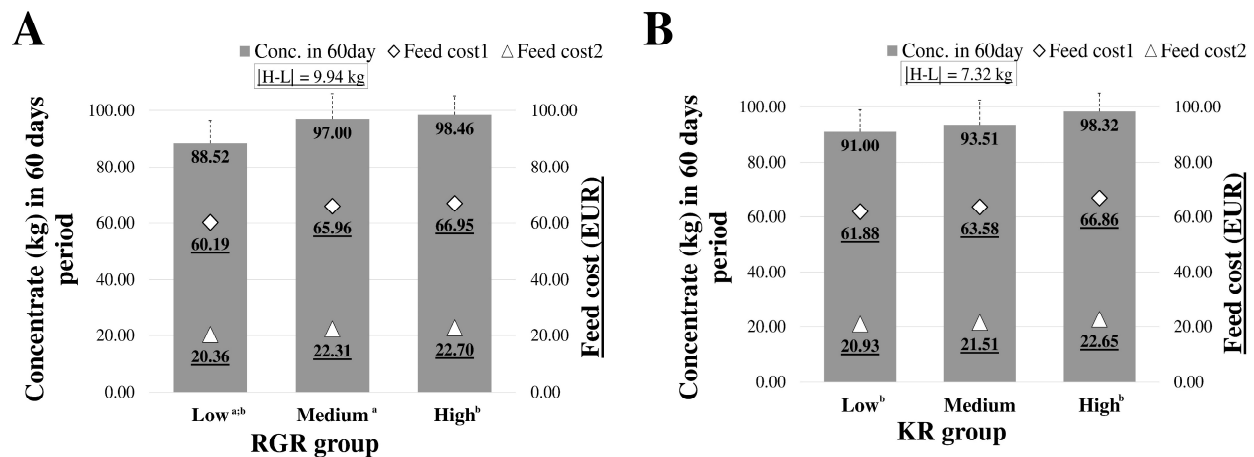 A
Conc. in 60day Feed cost1 Feed cost2
|H-L| = 9.94 kg
Concentrate (kg) in 60 days
period
100.00
80.00
60.00
40.00
20.00
0.00
88.52
97.00
98.46
60.19
65.96
66.95
20.36
22.31
22.70
100.00
80.00
60.00
40.00
20.00
0.00
Feed cost (EUR)
Low a;b Medium a High b
RGR group
B
Conc. in 60day Feed cost1 Feed cost2
|H-L| = 7.32 kg
Concentrate (kg) in 60 days
period
100.00
80.00
60.00
40.00
20.00
0.00
91.00
93.51
98.32
61.88
63.58
66.86
20.93
21.51
22.65
100.00
80.00
60.00
40.00
20.00
0.00
Feed cost (EUR)
Low b Medium High b
KR group